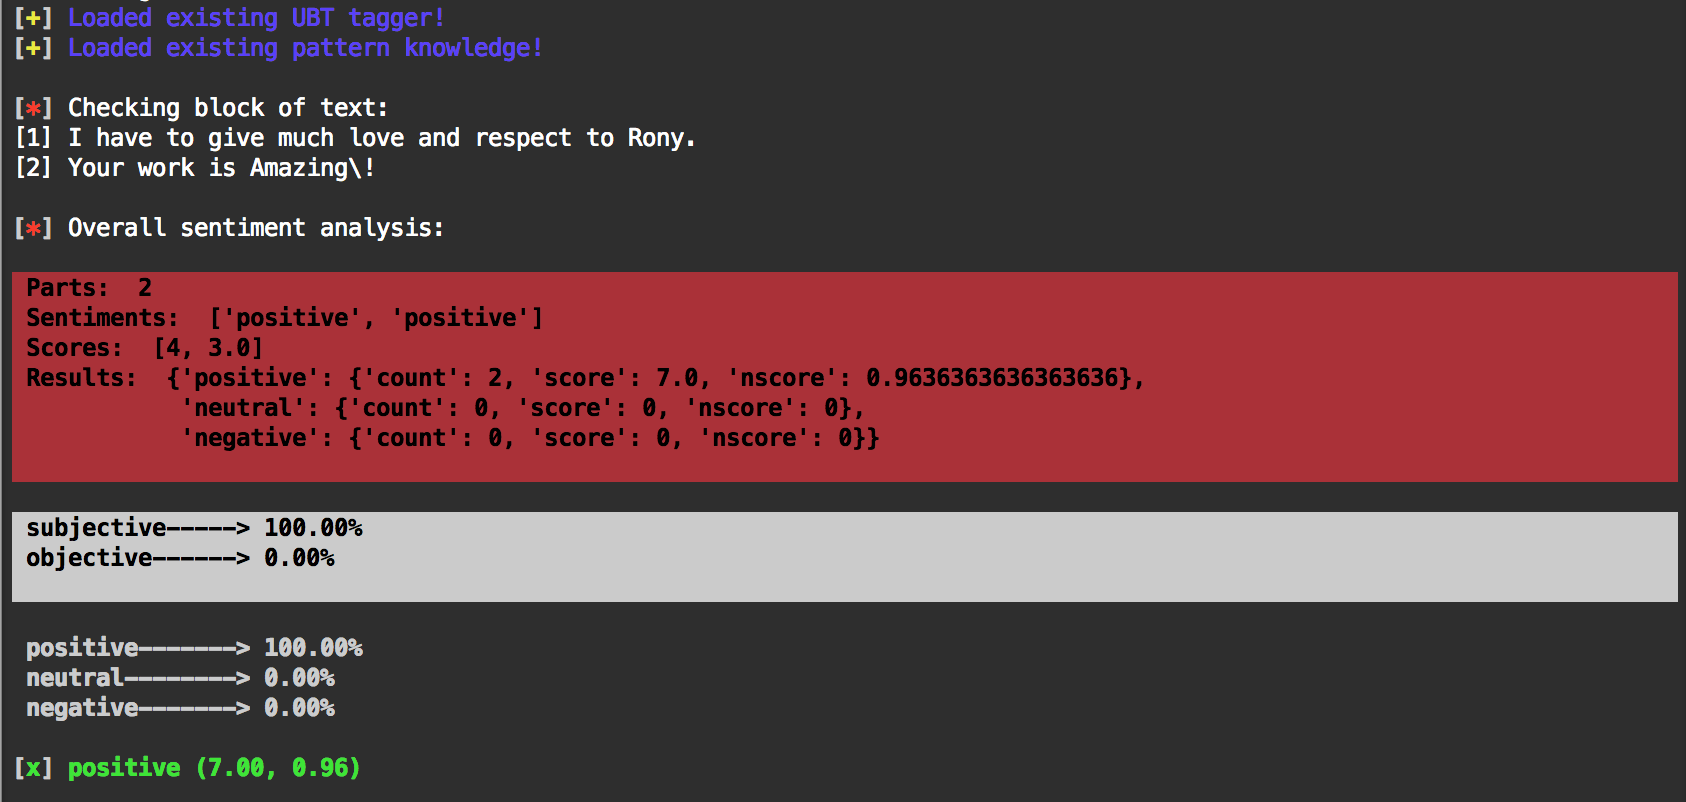 [+] Loaded existing UBT tagger!
[+] Loaded existing pattern knowledge!
[*] Checking block of text:
[1] I have to give much love and respect to Rony.
[2] Your work is Amazing\!
[*] Overall sentiment analysis:
Parts:  2
Sentiments:  ['positive', 'positive']
Scores:  [4, 3.0]
Results:  {'positive': {'count': 2, 'score': 7.0, 'nscore': 0.9636363636363636},
'neutral': {'count': 0, 'score': 0, 'nscore': 0},
'negative': {'count': 0, 'score': 0, 'nscore': 0}}
subjective-----> 100.00%
objective------> 0.00%
positive-------> 100.00%
neutral--------> 0.00%
negative-------> 0.00%
[x] positive (7.00, 0.96)